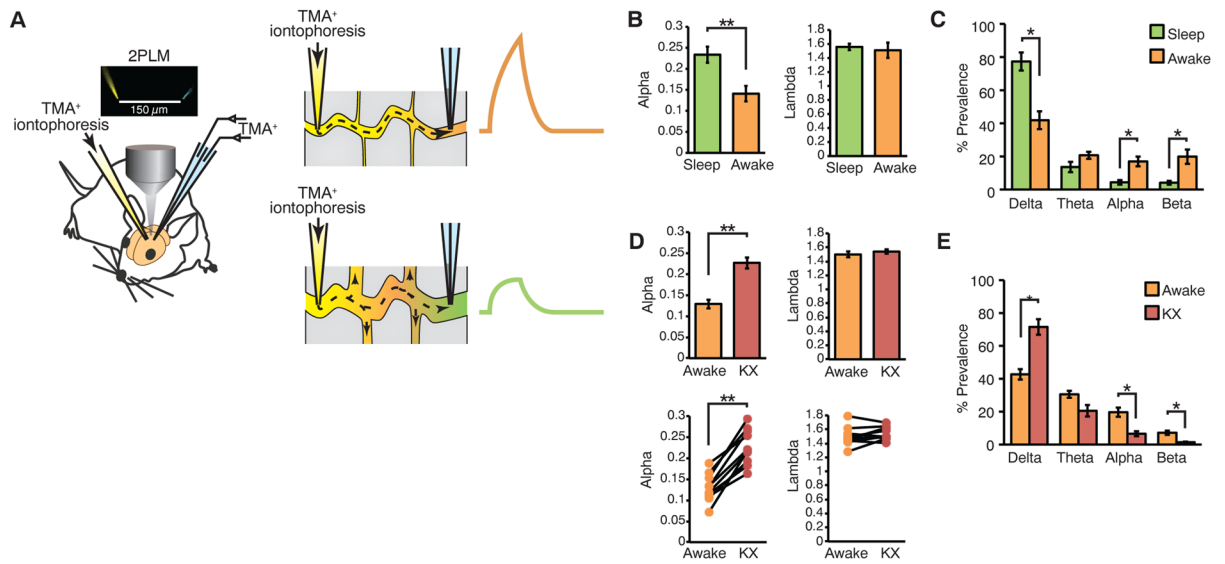 A
2PLM
150 µm
TMA⁺
iontophoresis
TMA⁺
TMA⁺
iontophoresis
TMA⁺
iontophoresis
B
Alpha
0.3
0.25
0.2
0.15
0.1
0.05
0
**
Sleep Awake
Lambda
1.8
1.6
1.4
1.2
1
0.8
0.6
0.4
0.2
0
Sleep Awake
C
% Prevalence
100
80
60
40
20
0
Sleep
Awake
*
*
*
Delta Theta Alpha Beta
D
Alpha
0.3
0.25
0.2
0.15
0.1
0.05
0
**
Awake KX
Lambda
1.8
1.6
1.4
1.2
1
0.8
0.6
0.4
0.2
0
Awake KX
Alpha
0.3
0.25
0.2
0.15
0.1
0.05
0
**
Awake KX
Lambda
1.8
1.6
1.4
1.2
1
0.8
0.6
0.4
0.2
0
Awake KX
E
% Prevalence
100
80
60
40
20
0
Awake
KX
*
*
*
Delta Theta Alpha Beta